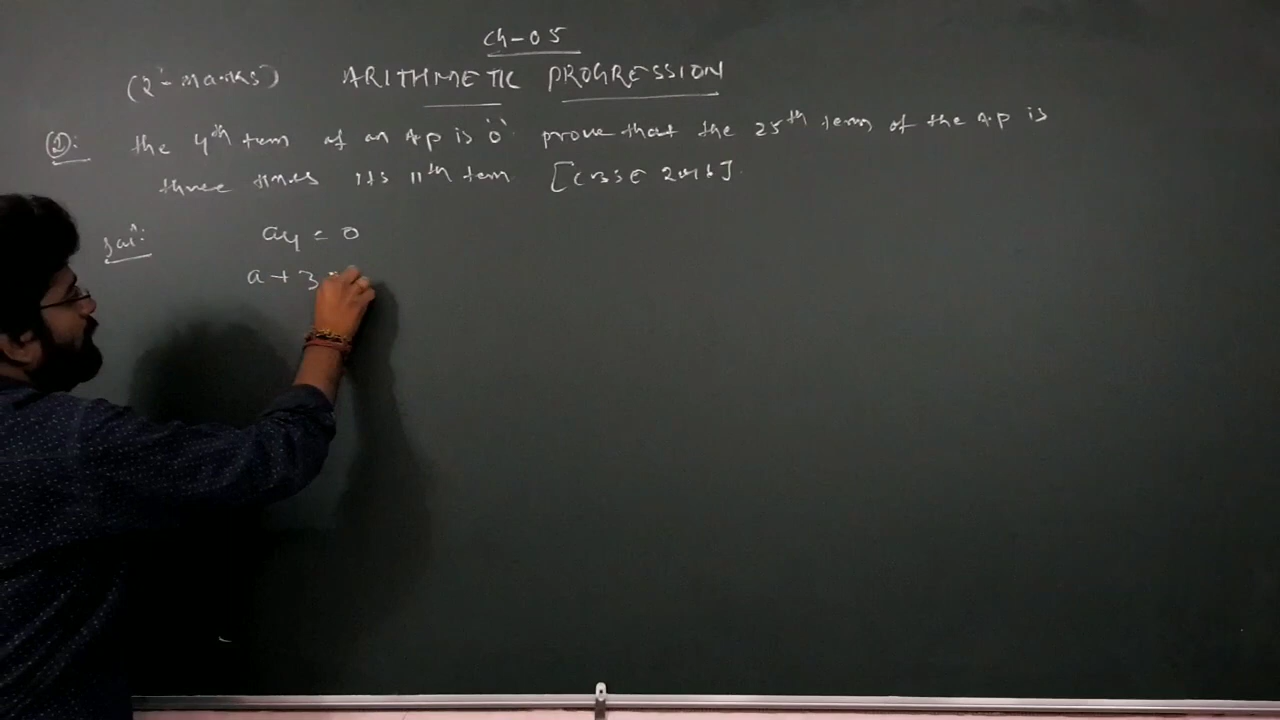 Ch-05
(2-marks) ARITHMETIC PROGRESSION
①: the 4th term of an A.P is '0'. prove that the 25th term of the A.P is
three times its 11th term. [CBSE 2016].
Sol^n:
a4 = 0
a + 3